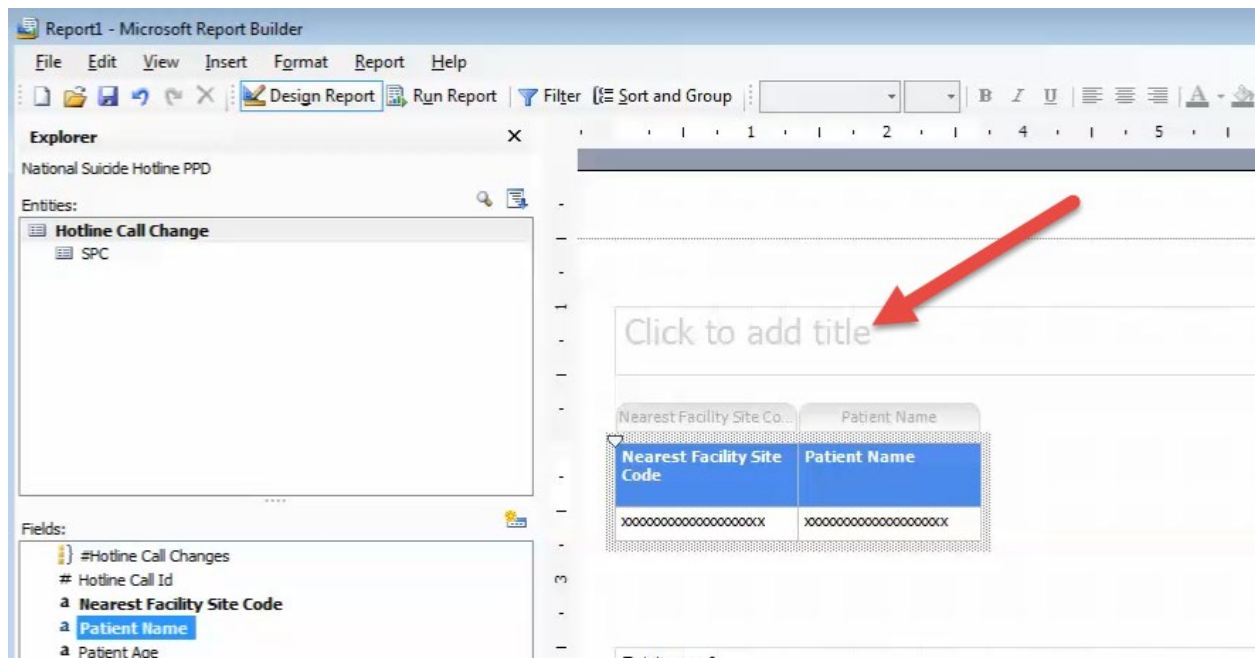 Report1 - Microsoft Report Builder
File Edit View Insert Format Report Help
Design Report Run Report Filter Sort and Group B I U A
Explorer
1 2 4 5
National Suicide Hotline PPD
Entities:
Hotline Call Change
SPC
1
Click to add title
Nearest Facility Site Co... Patient Name
Nearest Facility Site Patient Name
Code
xxxxxxxxxxxxxxxxxxxx xxxxxxxxxxxxxxxxxxxx
Fields:
#Hotline Call Changes
# Hotline Call Id
3
a Nearest Facility Site Code
a Patient Name
a Patient Age